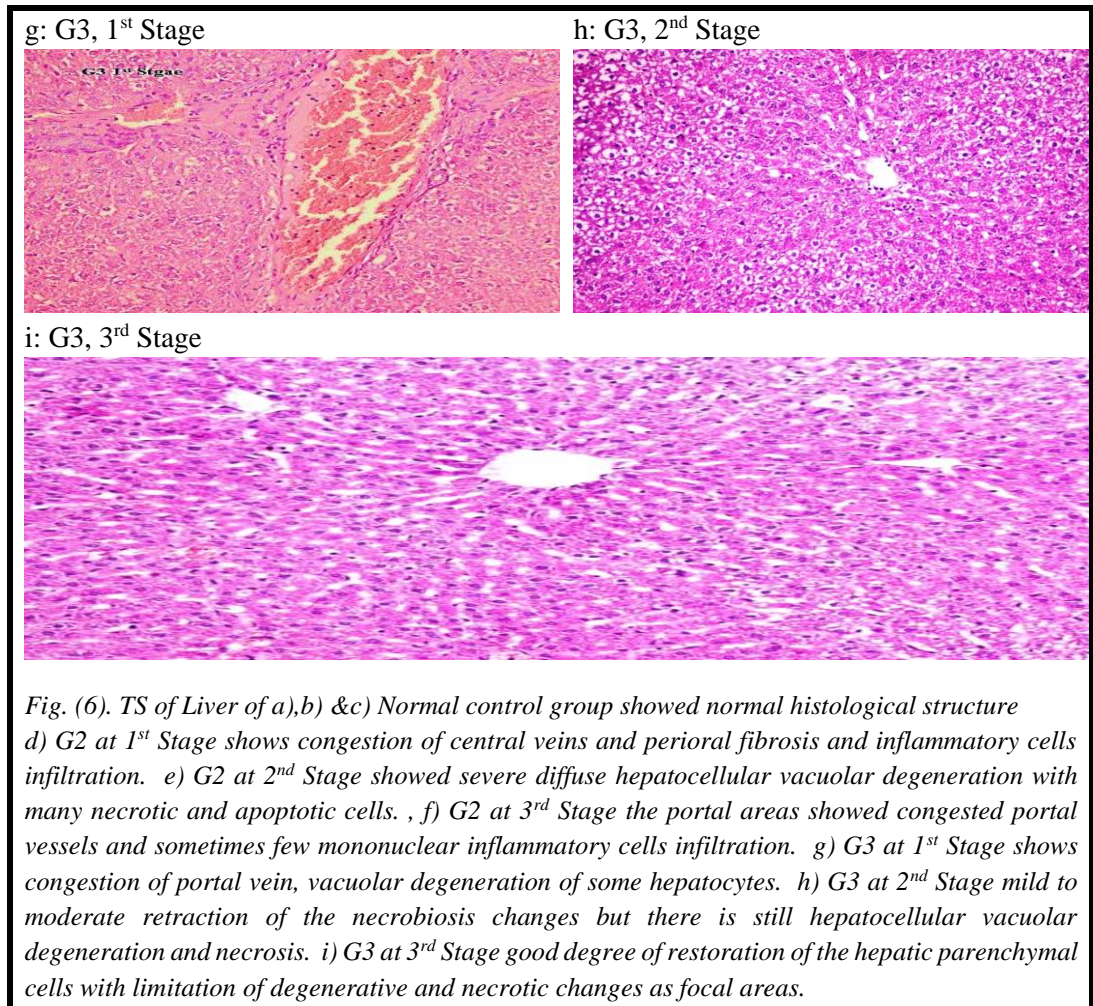 g: G3, 1st Stage
h: G3, 2nd Stage
G3 1st Stgae
i: G3, 3rd Stage
Fig. (6). TS of Liver of a),b) &c) Normal control group showed normal histological structure
d) G2 at 1st Stage shows congestion of central veins and perioral fibrosis and inflammatory cells
infiltration. e) G2 at 2nd Stage showed severe diffuse hepatocellular vacuolar degeneration with
many necrotic and apoptotic cells. , f) G2 at 3rd Stage the portal areas showed congested portal
vessels and sometimes few mononuclear inflammatory cells infiltration. g) G3 at 1st Stage shows
congestion of portal vein, vacuolar degeneration of some hepatocytes. h) G3 at 2nd Stage mild to
moderate retraction of the necrobiosis changes but there is still hepatocellular vacuolar
degeneration and necrosis. i) G3 at 3rd Stage good degree of restoration of the hepatic parenchymal
cells with limitation of degenerative and necrotic changes as focal areas.